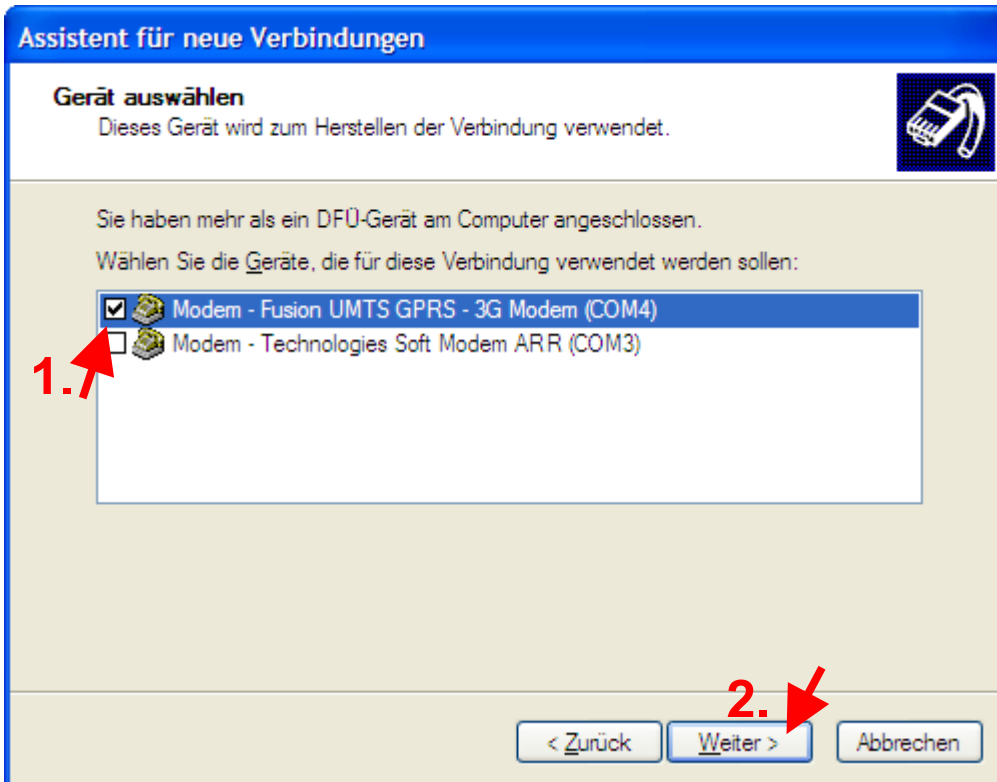 Assistent für neue Verbindungen
Gerät auswählen
Dieses Gerät wird zum Herstellen der Verbindung verwendet.
Sie haben mehr als ein DFÜ-Gerät am Computer angeschlossen.
Wählen Sie die Geräte, die für diese Verbindung verwendet werden sollen:
Modem - Fusion UMTS GPRS - 3G Modem (COM4)
Modem - Technologies Soft Modem ARR (COM3)
1.
2.
< Zurück
Weiter >
Abbrechen